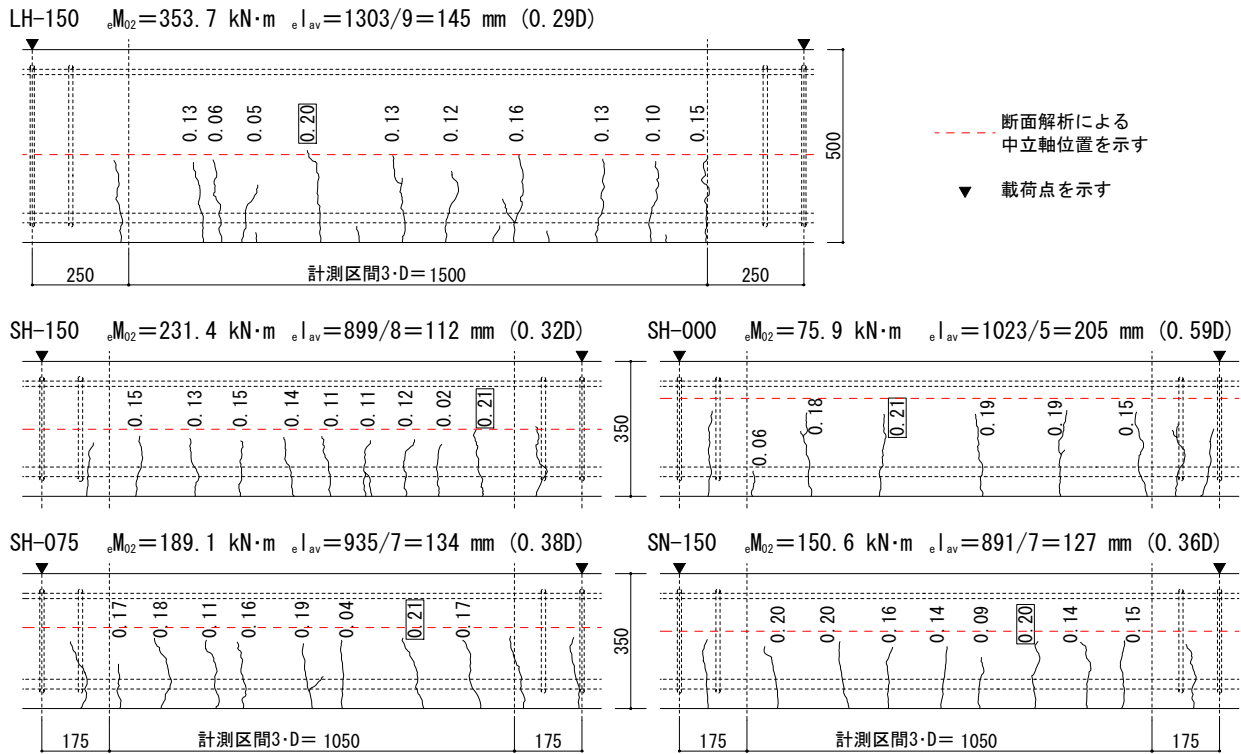 LH-150 eM02=353.7 kN·m elav=1303/9=145 mm (0.29D)
0.13 0.06 0.05 0.20 0.13 0.12 0.16 0.13 0.10 0.15
500
断面解析による
中立軸位置を示す
載荷点を示す
250 計測区間3·D=1500 250
SH-150 eM02=231.4 kN·m elav=899/8=112 mm (0.32D)
0.15 0.13 0.15 0.14 0.11 0.11 0.12 0.02 0.21
350
SH-000 eM02=75.9 kN·m elav=1023/5=205 mm (0.59D)
0.06 0.18 0.21 0.19 0.19 0.15
SH-075 eM02=189.1 kN·m elav=935/7=134 mm (0.38D)
0.17 0.18 0.11 0.16 0.19 0.04 0.21 0.17
350
175 計測区間3·D=1050 175
SN-150 eM02=150.6 kN·m elav=891/7=127 mm (0.36D)
0.20 0.20 0.16 0.14 0.09 0.20 0.14 0.15
175 計測区間3·D=1050 175